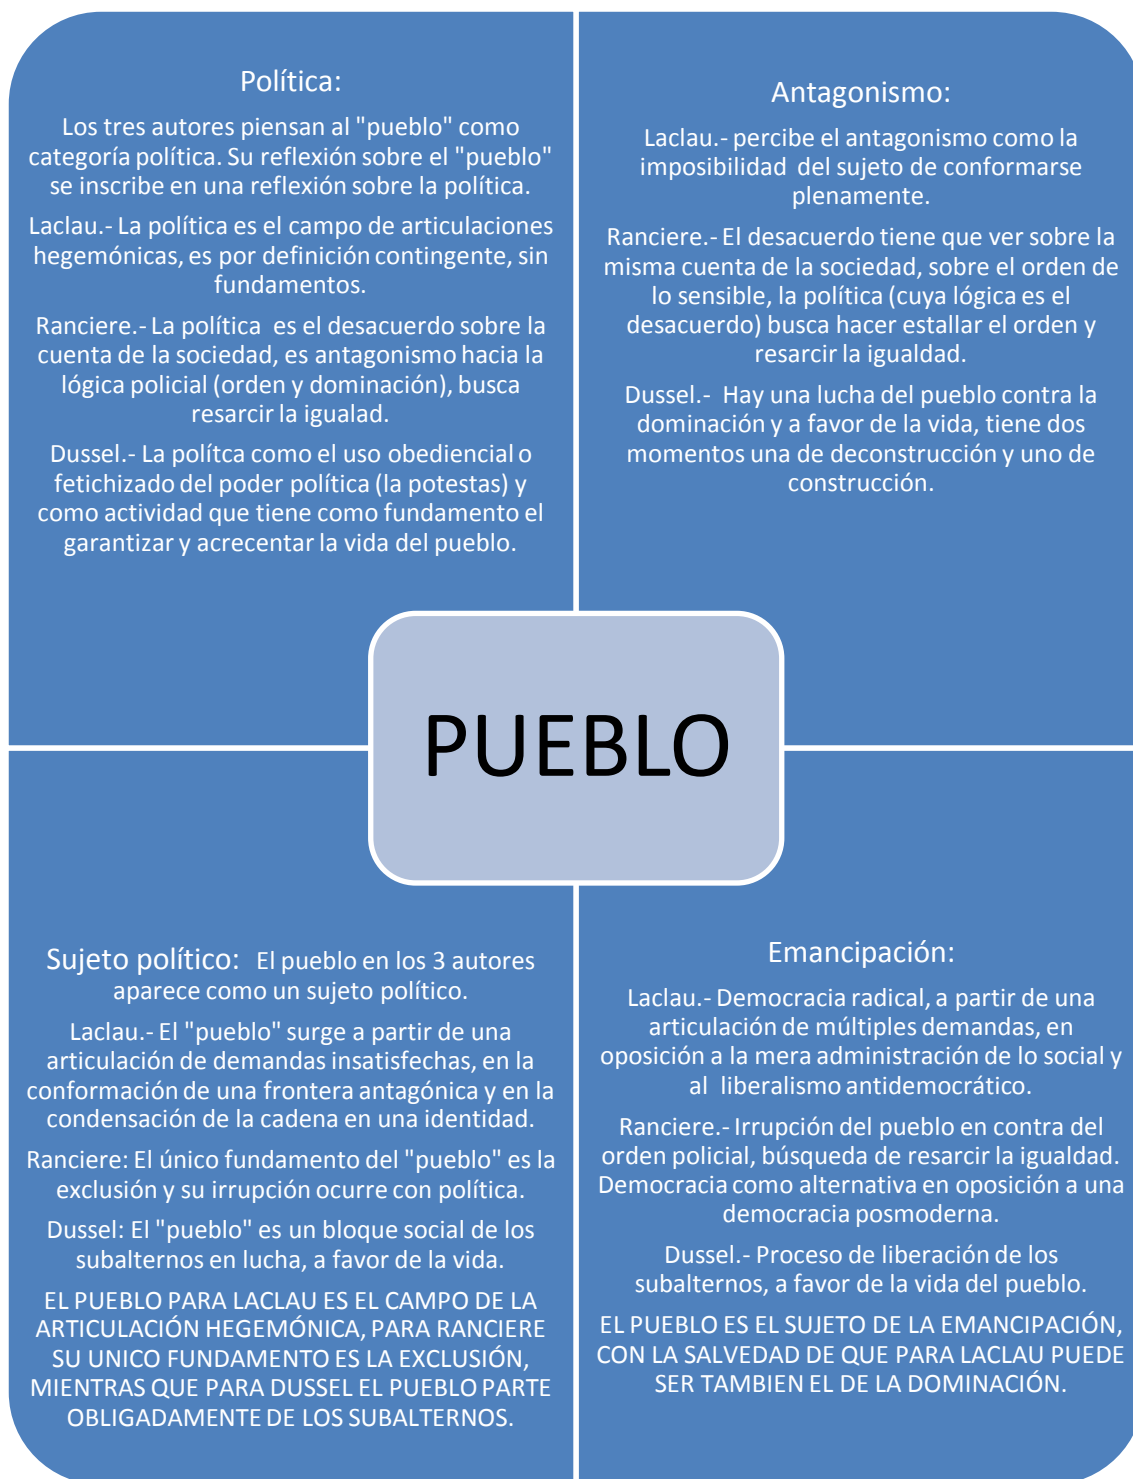 Política:
Los tres autores piensan al "pueblo" como
categoría política. Su reflexión sobre el "pueblo"
se inscribe en una reflexión sobre la política.
Laclau.- La política es el campo de articulaciones
hegemónicas, es por definición contingente, sin
fundamentos.
Ranciere.- La política es el desacuerdo sobre la
cuenta de la sociedad, es antagonismo hacia la
lógica policial (orden y dominación), busca
resarcir la igualad.
Dussel.- La polítca como el uso obediencial o
fetichizado del poder política (la potestas) y
como actividad que tiene como fundamento el
garantizar y acrecentar la vida del pueblo.
Antagonismo:
Laclau.- percibe el antagonismo como la
imposibilidad del sujeto de conformarse
plenamente.
Ranciere.- El desacuerdo tiene que ver sobre la
misma cuenta de la sociedad, sobre el orden de
lo sensible, la política (cuya lógica es el
desacuerdo) busca hacer estallar el orden y
resarcir la igualdad.
Dussel.- Hay una lucha del pueblo contra la
dominación y a favor de la vida, tiene dos
momentos una de deconstrucción y uno de
construcción.
PUEBLO
Sujeto político: El pueblo en los 3 autores
aparece como un sujeto político.
Laclau.- El "pueblo" surge a partir de una
articulación de demandas insatisfechas, en la
conformación de una frontera antagónica y en la
condensación de la cadena en una identidad.
Ranciere: El único fundamento del "pueblo" es la
exclusión y su irrupción ocurre con política.
Dussel: El "pueblo" es un bloque social de los
subalternos en lucha, a favor de la vida.
EL PUEBLO PARA LACLAU ES EL CAMPO DE LA
ARTICULACIÓN HEGEMÓNICA, PARA RANCIERE
SU UNICO FUNDAMENTO ES LA EXCLUSIÓN,
MIENTRAS QUE PARA DUSSEL EL PUEBLO PARTE
OBLIGADAMENTE DE LOS SUBALTERNOS.
Emancipación:
Laclau.- Democracia radical, a partir de una
articulación de múltiples demandas, en
oposición a la mera administración de lo social y
al liberalismo antidemocrático.
Ranciere.- Irrupción del pueblo en contra del
orden policial, búsqueda de resarcir la igualdad.
Democracia como alternativa en oposición a una
democracia posmoderna.
Dussel.- Proceso de liberación de los
subalternos, a favor de la vida del pueblo.
EL PUEBLO ES EL SUJETO DE LA EMANCIPACIÓN,
CON LA SALVEDAD DE QUE PARA LACLAU PUEDE
SER TAMBIEN EL DE LA DOMINACIÓN.